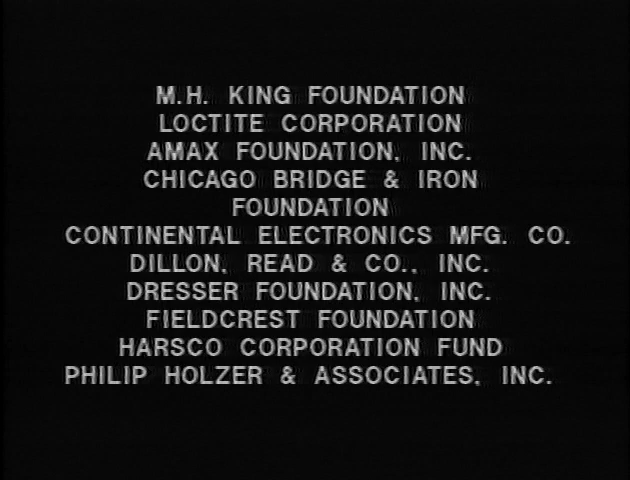 M.H. KING FOUNDATION
LOCTITE CORPORATION
AMAX FOUNDATION, INC.
CHICAGO BRIDGE & IRON
FOUNDATION
CONTINENTAL ELECTRONICS MFG. CO.
DILLON, READ & CO., INC.
DRESSER FOUNDATION, INC.
FIELDCREST FOUNDATION
HARSCO CORPORATION FUND
PHILIP HOLZER & ASSOCIATES, INC.